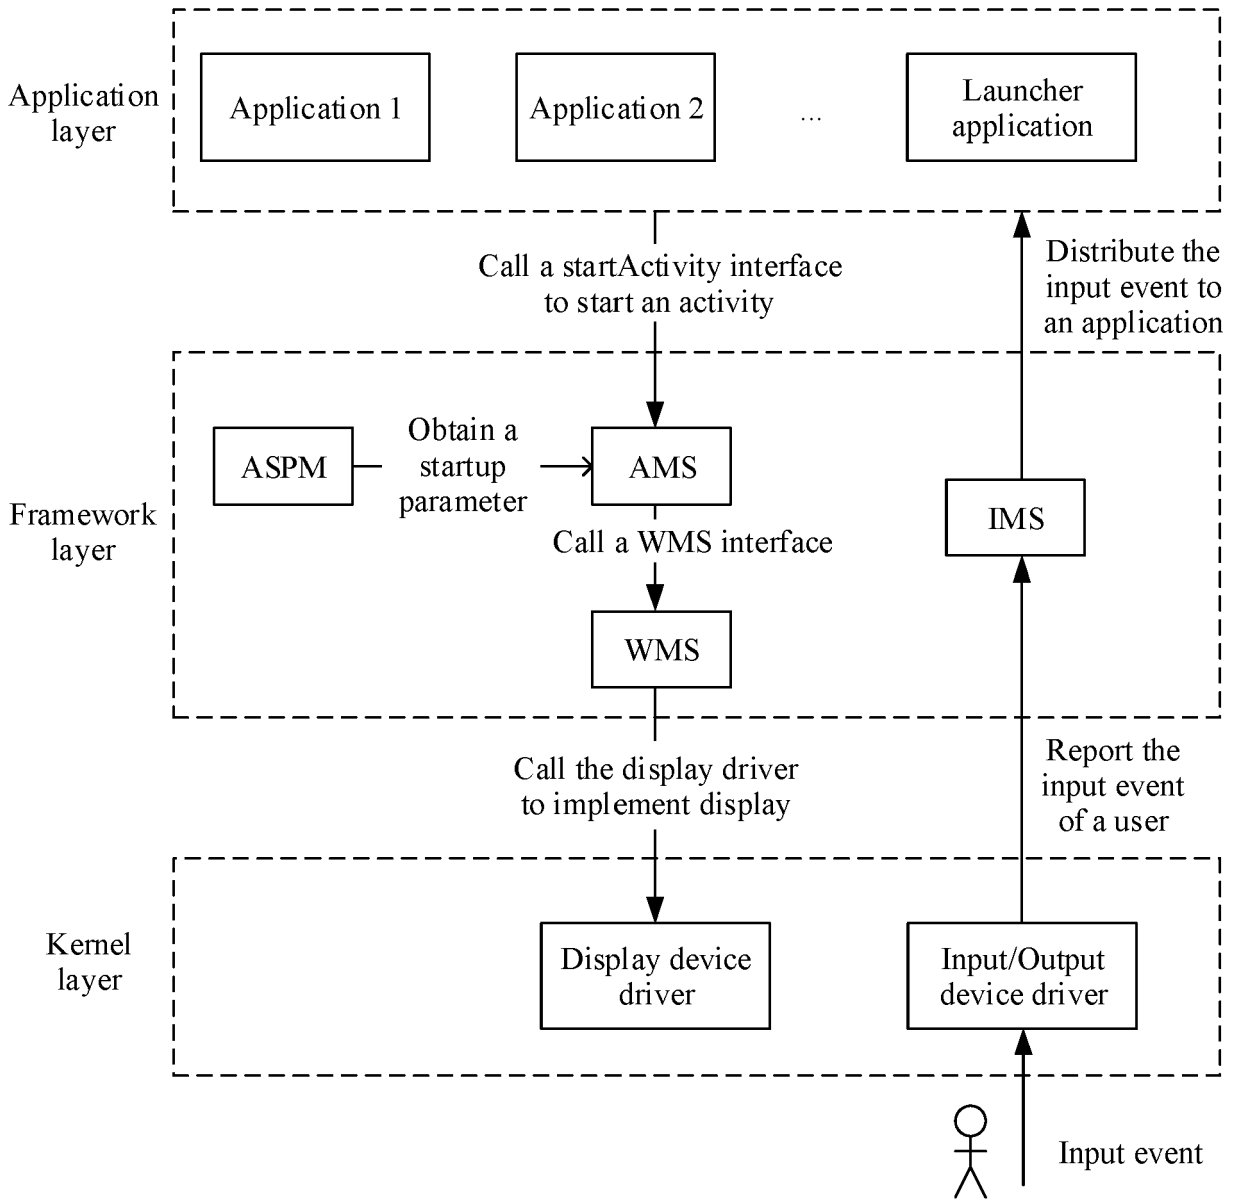 Application
layer
Application 1
Application 2
...
Launcher
application
Call a startActivity interface
to start an activity
Distribute the
input event to
an application
Framework
layer
ASPM
Obtain a
startup
parameter
AMS
IMS
Call a WMS interface
WMS
Call the display driver
to implement display
Report the
input event
of a user
Kernel
layer
Display device
driver
Input/Output
device driver
Input event